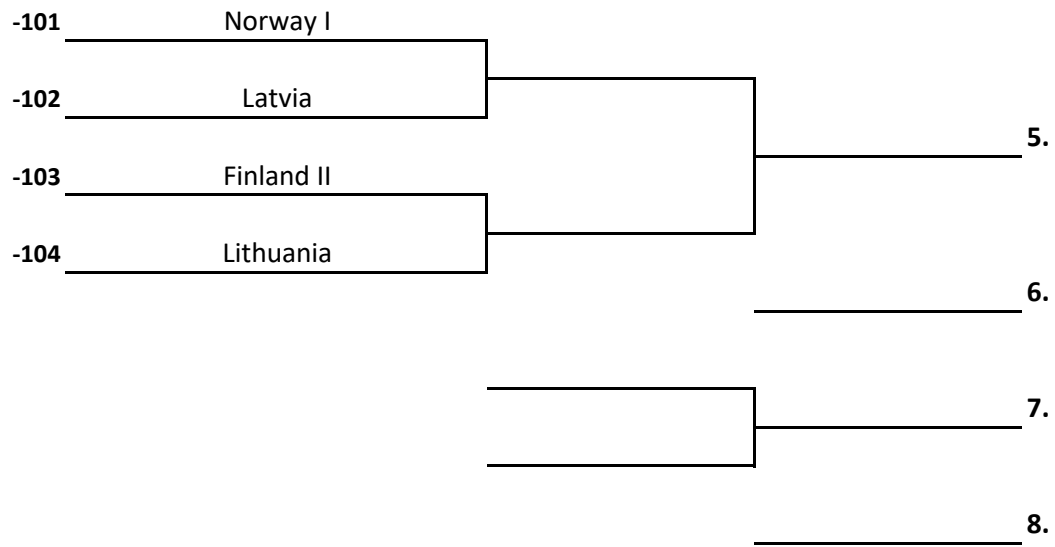 -101 Norway I
-102 Latvia
5.
-103 Finland II
-104 Lithuania
6.
7.
8.